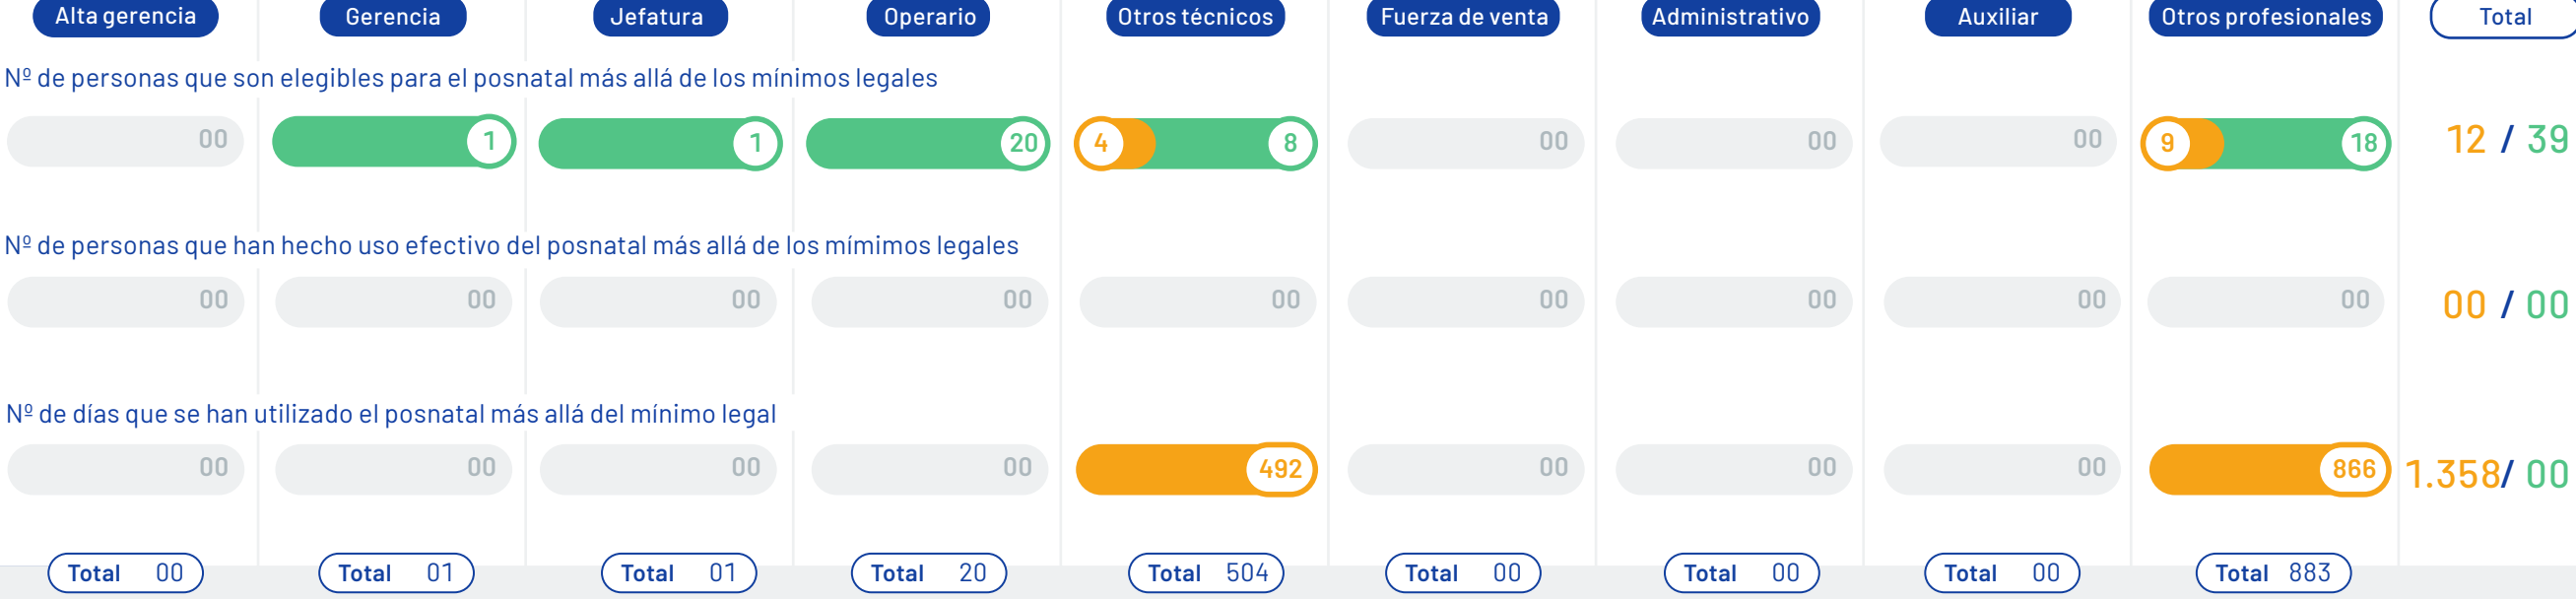 Alta gerencia Gerencia Jefatura Operario Otros técnicos Fuerza de venta Administrativo Auxiliar Otros profesionales Total
Nº de personas que son elegibles para el posnatal más allá de los mínimos legales
00 1 1 20 4 8 00 00 00 9 18 12 / 39
Nº de personas que han hecho uso efectivo del posnatal más allá de los mímimos legales
00 00 00 00 00 00 00 00 00 00 / 00
Nº de días que se han utilizado el posnatal más allá del mínimo legal
00 00 00 00 492 00 00 00 866 1.358/ 00
Total 00 Total 01 Total 01 Total 20 Total 504 Total 00 Total 00 Total 00 Total 883